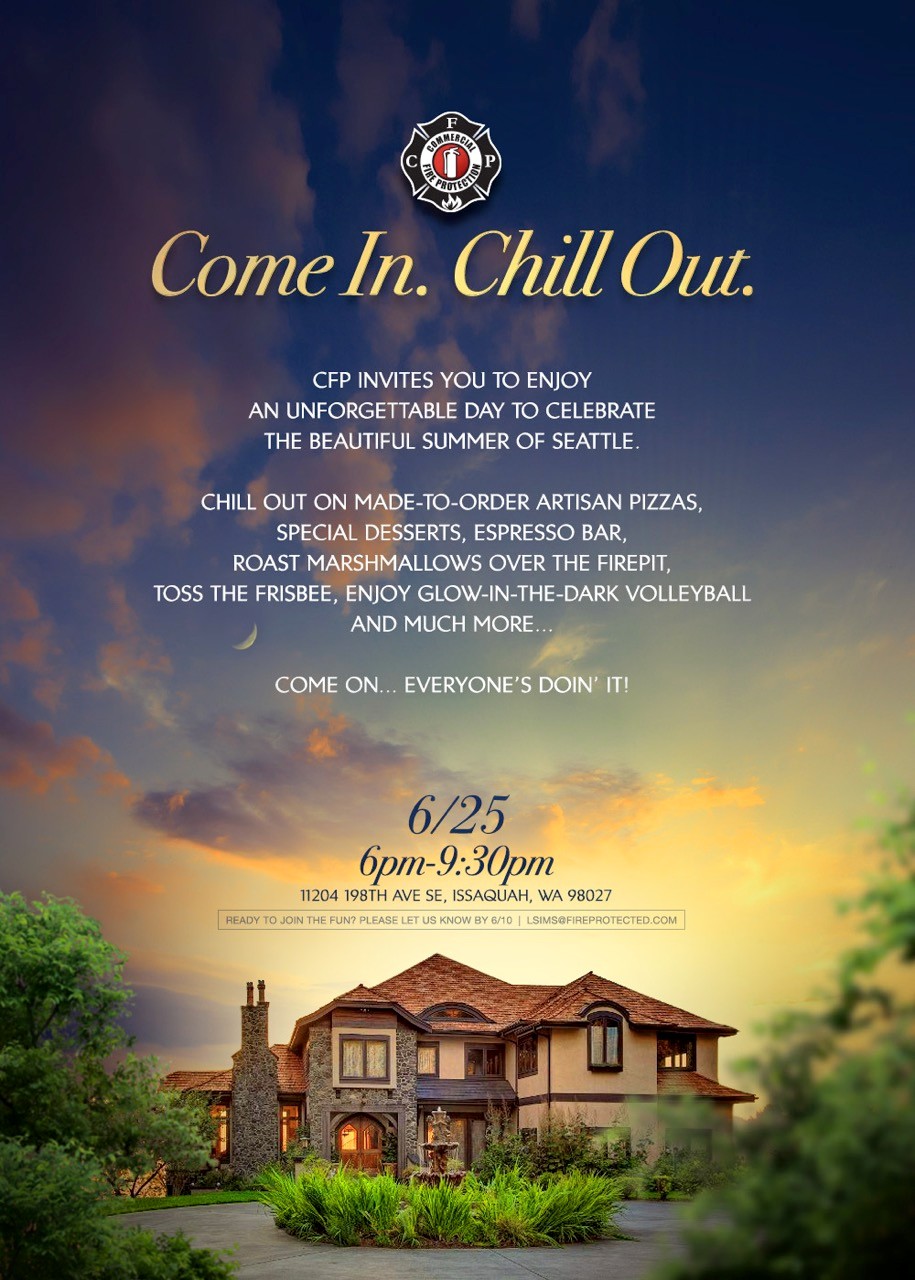 F
C P
COMMERCIAL
FIRE PROTECTION
Come In. Chill Out.
CFP INVITES YOU TO ENJOY
AN UNFORGETTABLE DAY TO CELEBRATE
THE BEAUTIFUL SUMMER OF SEATTLE.
CHILL OUT ON MADE-TO-ORDER ARTISAN PIZZAS,
SPECIAL DESSERTS, ESPRESSO BAR,
ROAST MARSHMALLOWS OVER THE FIREPIT,
TOSS THE FRISBEE, ENJOY GLOW-IN-THE-DARK VOLLEYBALL
AND MUCH MORE...
COME ON... EVERYONE'S DOIN' IT!
6/25
6pm-9:30pm
11204 198TH AVE SE, ISSAQUAH, WA 98027
READY TO JOIN THE FUN? PLEASE LET US KNOW BY 6/10 | LSIMS@FIREPROTECTED.COM